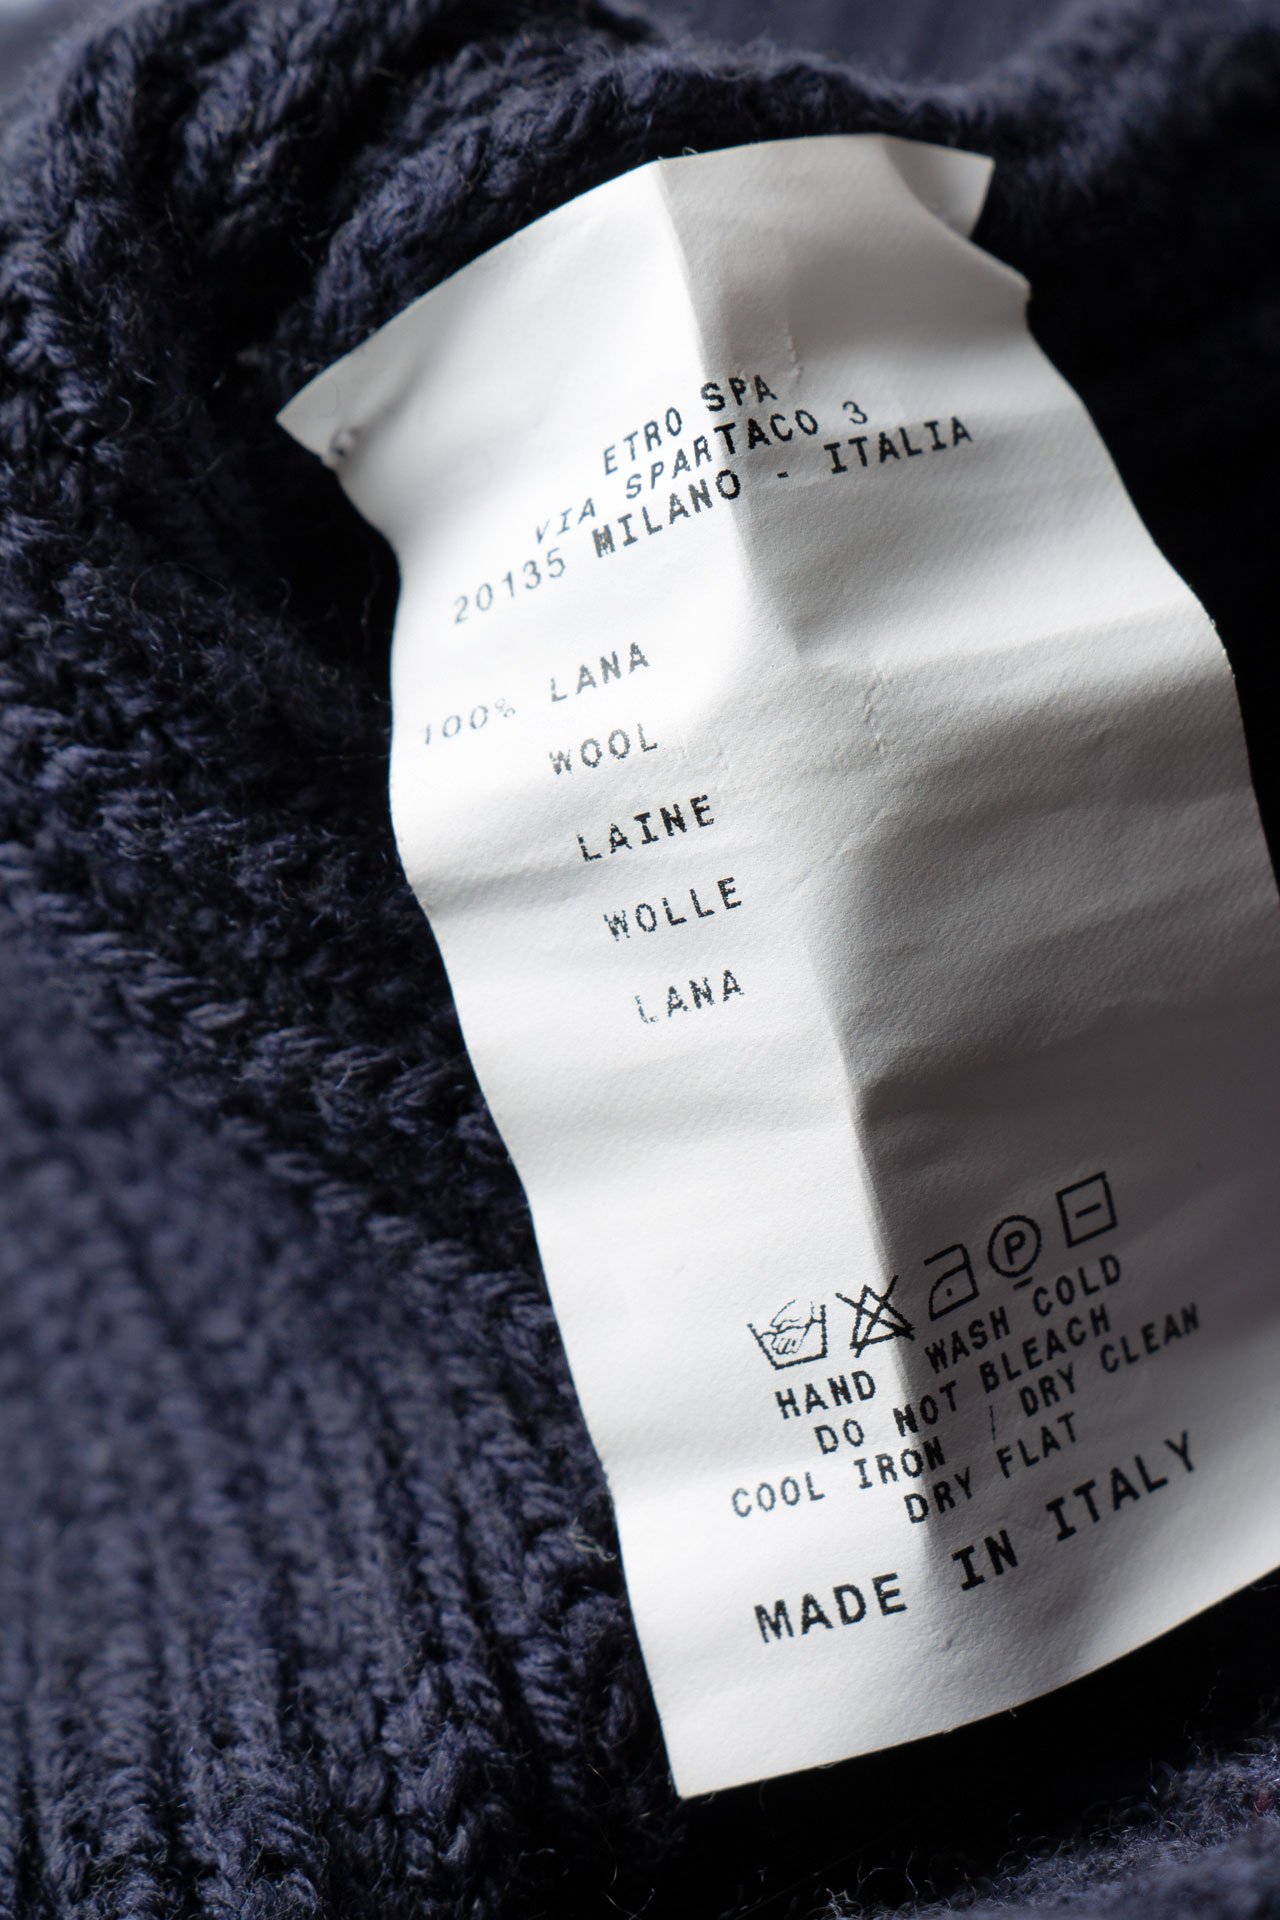 ETRO SPA
VIA SPARTACO 3
20135 MILANO - ITALIA
100% LANA
WOOL
LAINE
WOLLE
LANA
P
HAND WASH COLD
DO NOT BLEACH
COOL IRON / DRY CLEAN
DRY FLAT
MADE IN ITALY